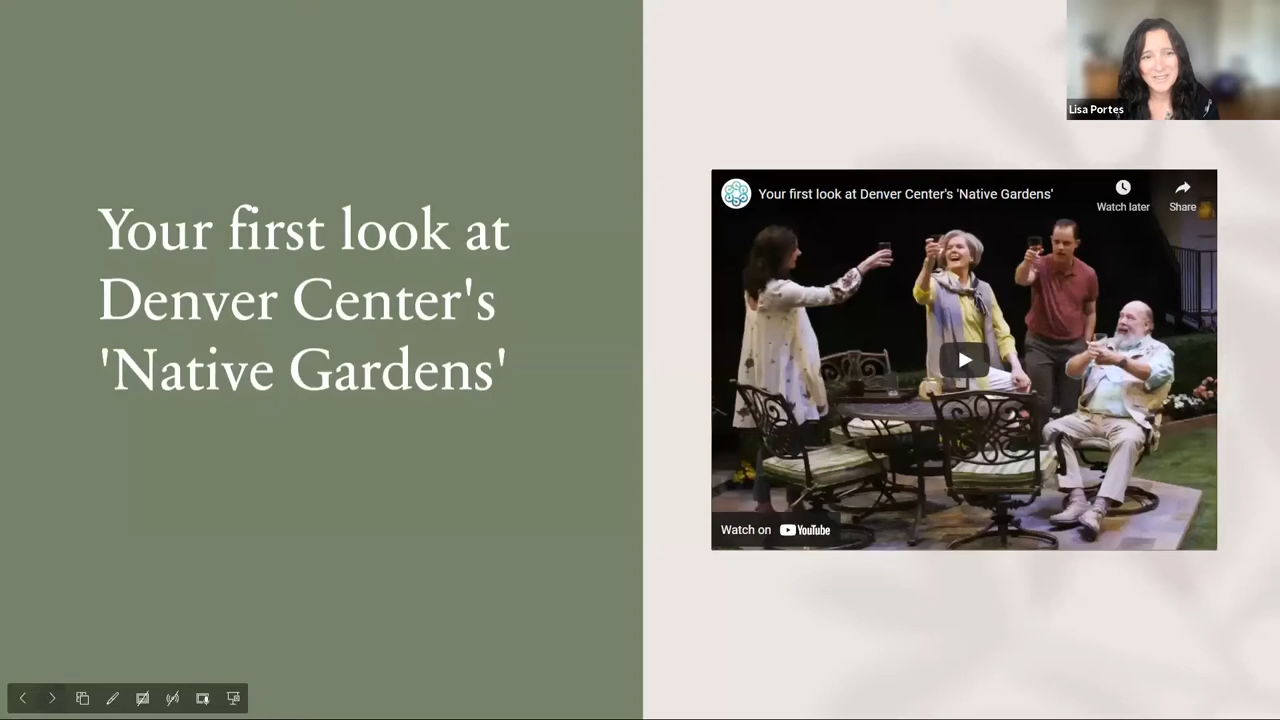 Your first look at
Denver Center's
'Native Gardens'
Lisa Portes
Your first look at Denver Center's 'Native Gardens'
Watch later
Share
Watch on YouTube